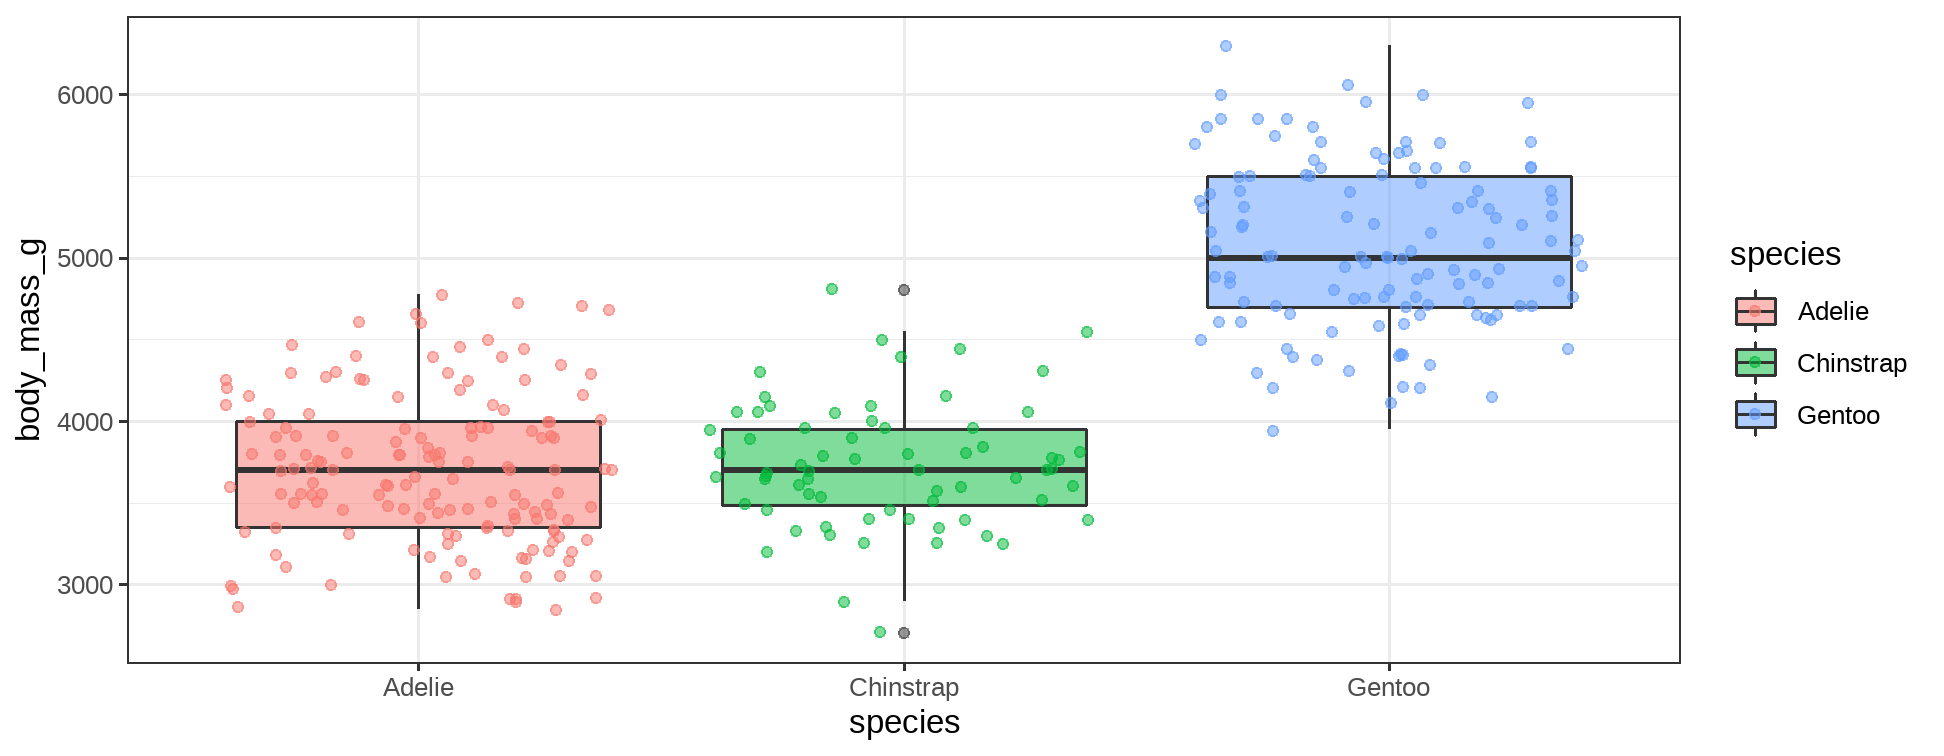 body_mass_g
6000
5000
4000
3000
Adelie
Chinstrap
Gentoo
species
species
Adelie
Chinstrap
Gentoo